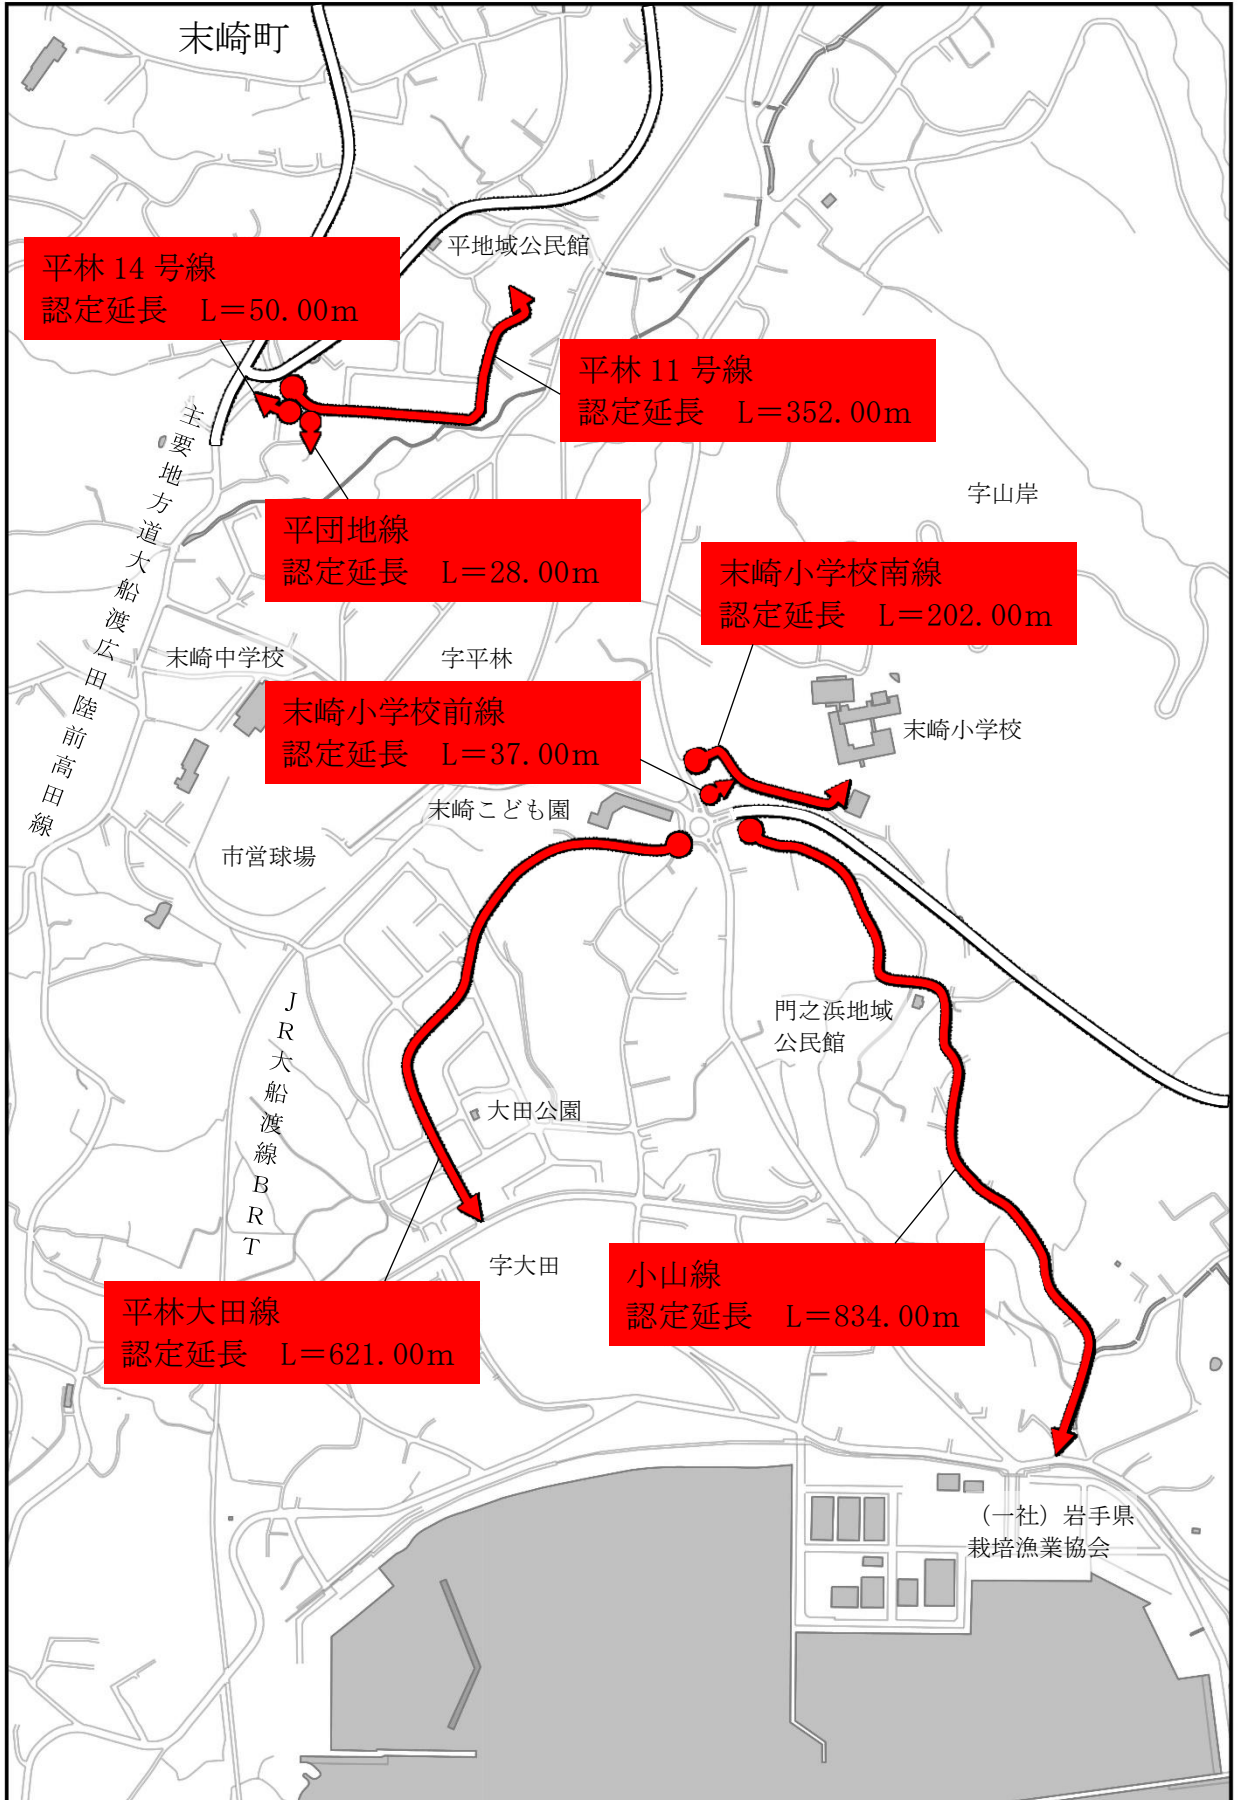 末崎町
平地域公民館
平林 14 号線
認定延長　L＝50.00m
平林 11 号線
認定延長　L＝352.00m
主要地方道大船渡広田陸前高田線
字山岸
平団地線
認定延長　L＝28.00m
末崎小学校南線
認定延長　L＝202.00m
末崎中学校
字平林
末崎小学校前線
認定延長　L＝37.00m
末崎小学校
末崎こども園
市営球場
JR大船渡線BRT
門之浜地域
公民館
大田公園
字大田
小山線
認定延長　L＝834.00m
平林大田線
認定延長　L＝621.00m
（一社）岩手県
栽培漁業協会